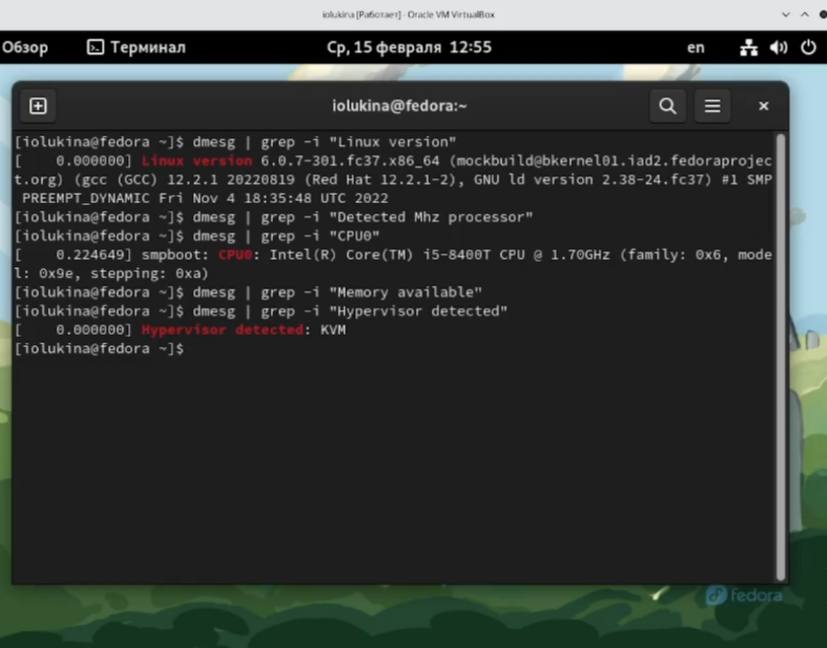 iolukina [Работает] - Oracle VM VirtualBox
Обзор Терминал Ср, 15 февраля 12:55 en
iolukina@fedora:~
[iolukina@fedora ~]$ dmesg | grep -i "Linux version"
[    0.000000] Linux version 6.0.7-301.fc37.x86_64 (mockbuild@bkernel01.iad2.fedoraprojec
t.org) (gcc (GCC) 12.2.1 20220819 (Red Hat 12.2.1-2), GNU ld version 2.38-24.fc37) #1 SMP
PREEMPT_DYNAMIC Fri Nov 4 18:35:48 UTC 2022
[iolukina@fedora ~]$ dmesg | grep -i "Detected Mhz processor"
[iolukina@fedora ~]$ dmesg | grep -i "CPU0"
[    0.224649] smpboot: CPU0: Intel(R) Core(TM) i5-8400T CPU @ 1.70GHz (family: 0x6, mode
l: 0x9e, stepping: 0xa)
[iolukina@fedora ~]$ dmesg | grep -i "Memory available"
[iolukina@fedora ~]$ dmesg | grep -i "Hypervisor detected"
[    0.000000] Hypervisor detected: KVM
[iolukina@fedora ~]$
fedora